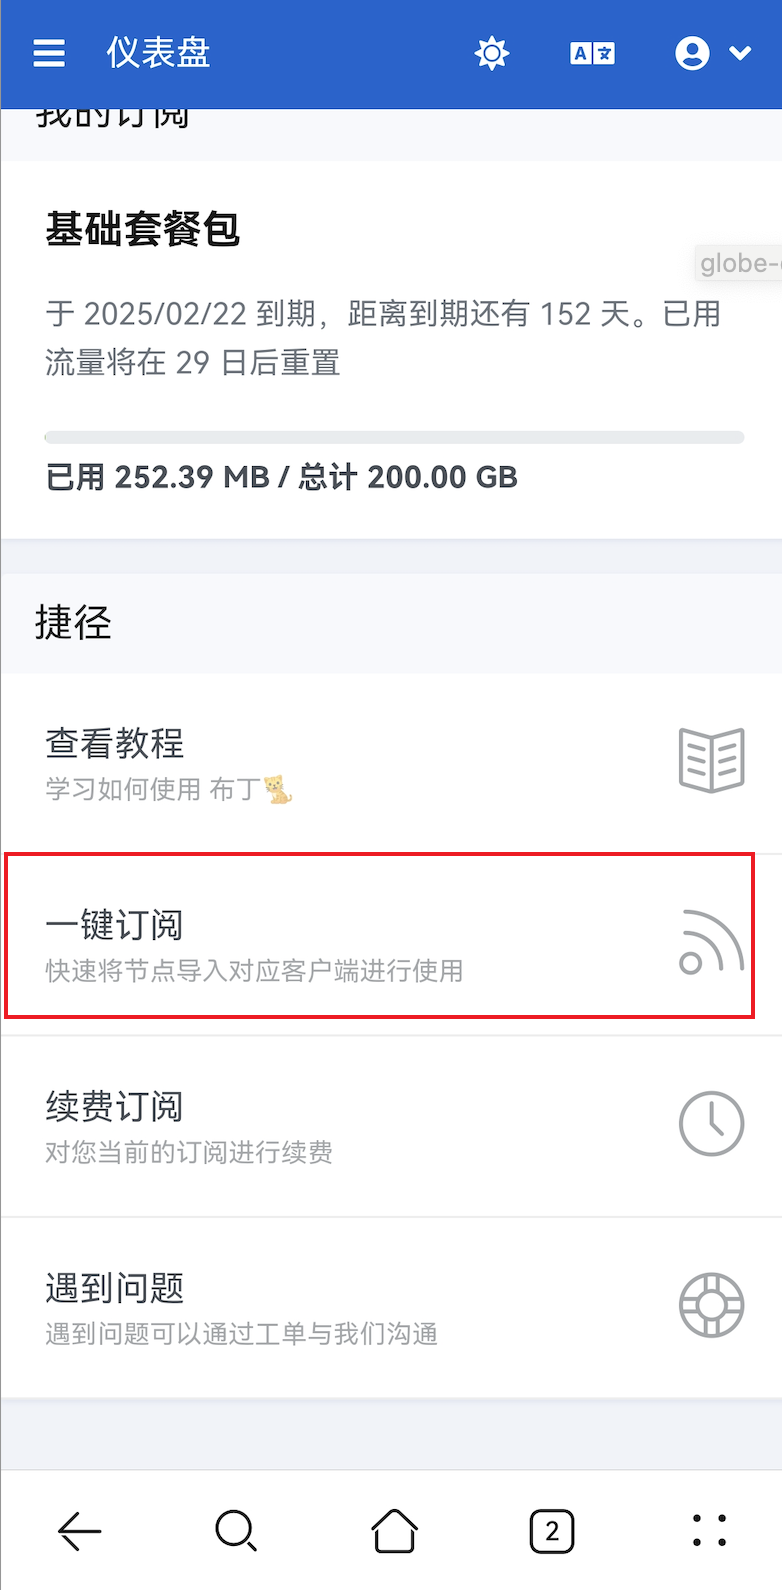 仪表盘
A 文
我的订阅
基础套餐包
globe-
于 2025/02/22 到期，距离到期还有 152 天。已用
流量将在 29 日后重置
已用 252.39 MB / 总计 200.00 GB
捷径
查看教程
学习如何使用 布丁🐈
一键订阅
快速将节点导入对应客户端进行使用
续费订阅
对您当前的订阅进行续费
遇到问题
遇到问题可以通过工单与我们沟通
2